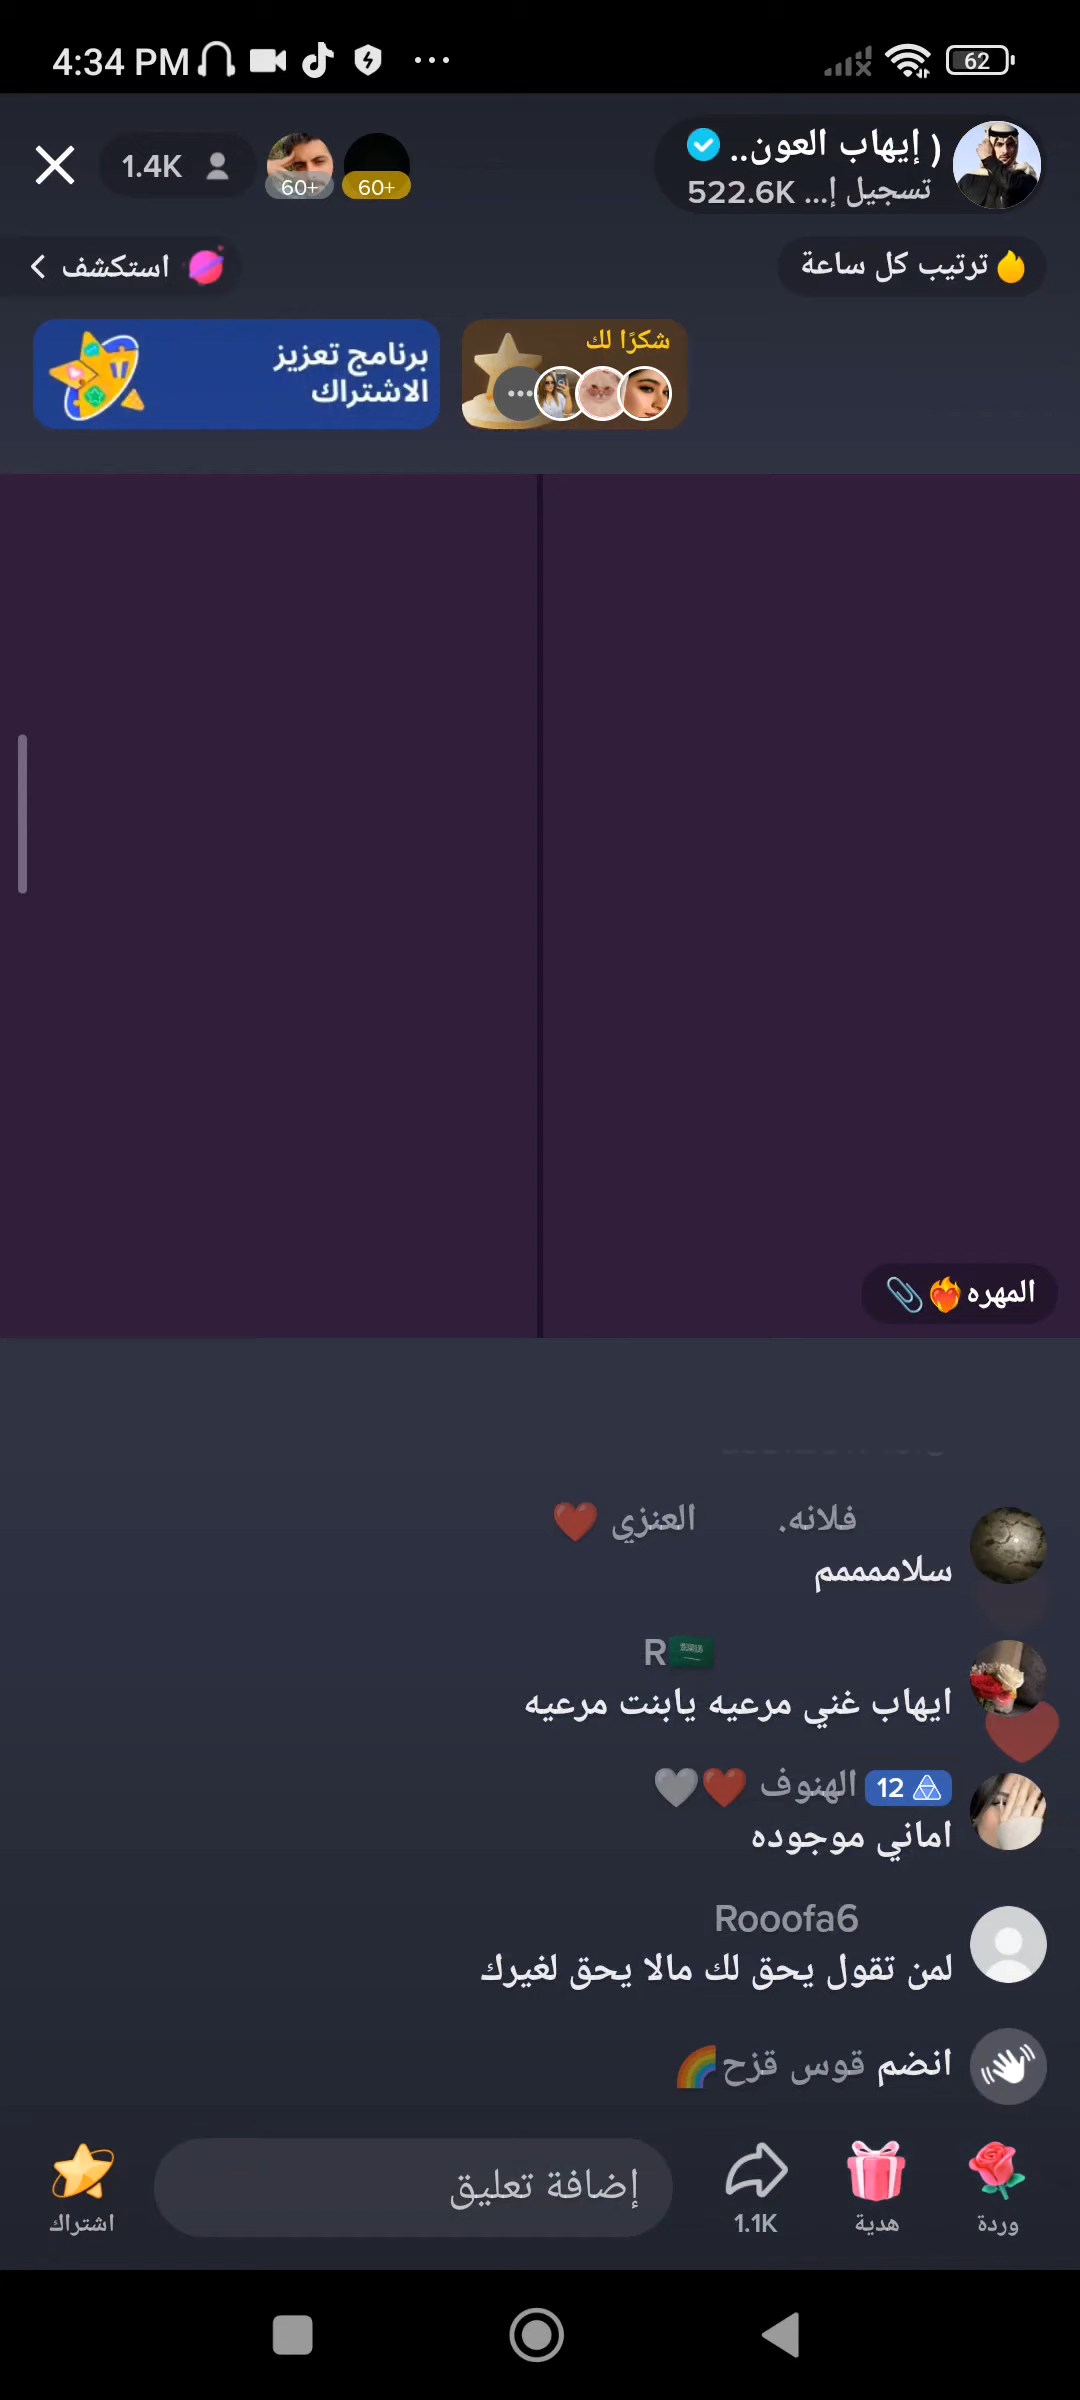 4:34 PM
62
1.4K
60+
60+
( إيهاب العون..
تسجيل إ... 522.6K
استكشف
ترتيب كل ساعة
برنامج تعزيز
الاشتراك
شكرًا لك
المهره
فلانه. العنزي
سلاممممم
R
ايهاب غني مرعيه يابنت مرعيه
12 الهنوف
اماني موجوده
Rooofa6
لمن تقول يحق لك مالا يحق لغيرك
انضم قوس قزح
اشتراك
إضافة تعليق
1.1K
هدية
وردة